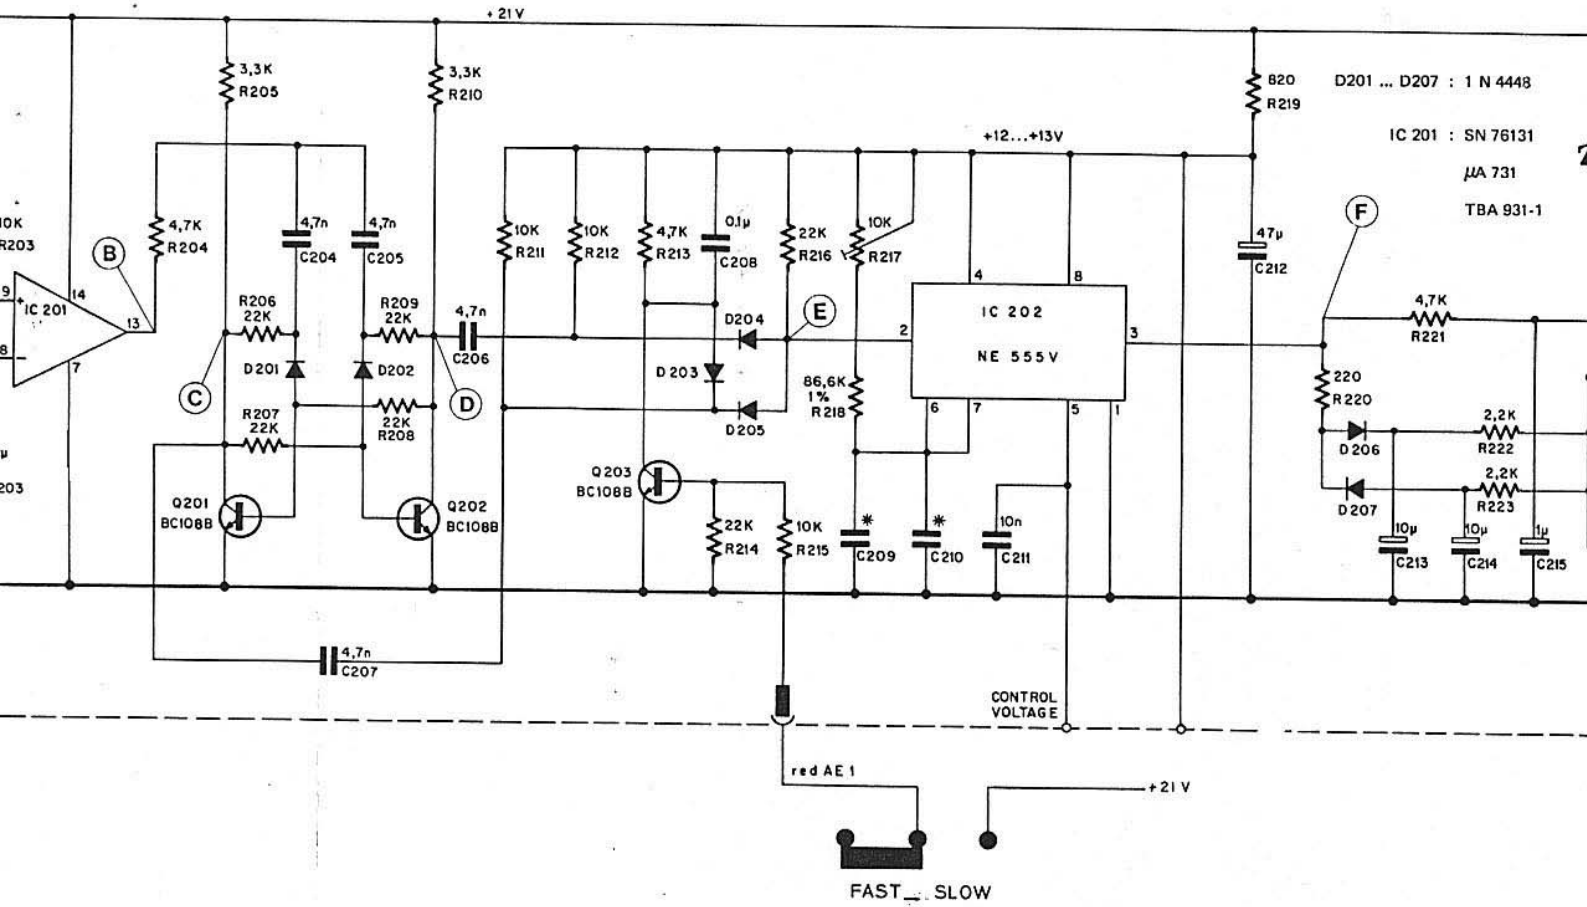 + 21 V
3,3K
R205
3,3K
R210
820
R219
D201 ... D207 : 1 N 4448
IC 201 : SN 76131
µA 731
TBA 931-1
+12...+13V
10K
R203
4,7K
R204
4,7n
C204
4,7n
C205
10K
R211
10K
R212
4,7K
R213
0.1µ
C208
22K
R216
10K
R217
47µ
C212
F
B
9
+
IC 201
14
13
8
−
7
R206
22K
R209
22K
4,7n
C206
D204
E
2
4
8
IC 202
NE 555V
3
6
7
5
1
4,7K
R221
D201
D202
C
D
D203
86,6K
1%
R218
220
R220
R207
22K
22K
R208
D205
2,2K
R222
D206
Q203
BC108B
2,2K
R223
D207
Q201
BC108B
Q202
BC108B
22K
R214
10K
R215
*
C209
*
C210
10n
C211
10µ
C213
10µ
C214
1µ
C215
µ
203
4,7n
C207
CONTROL
VOLTAGE
red AE 1
+21 V
FAST SLOW